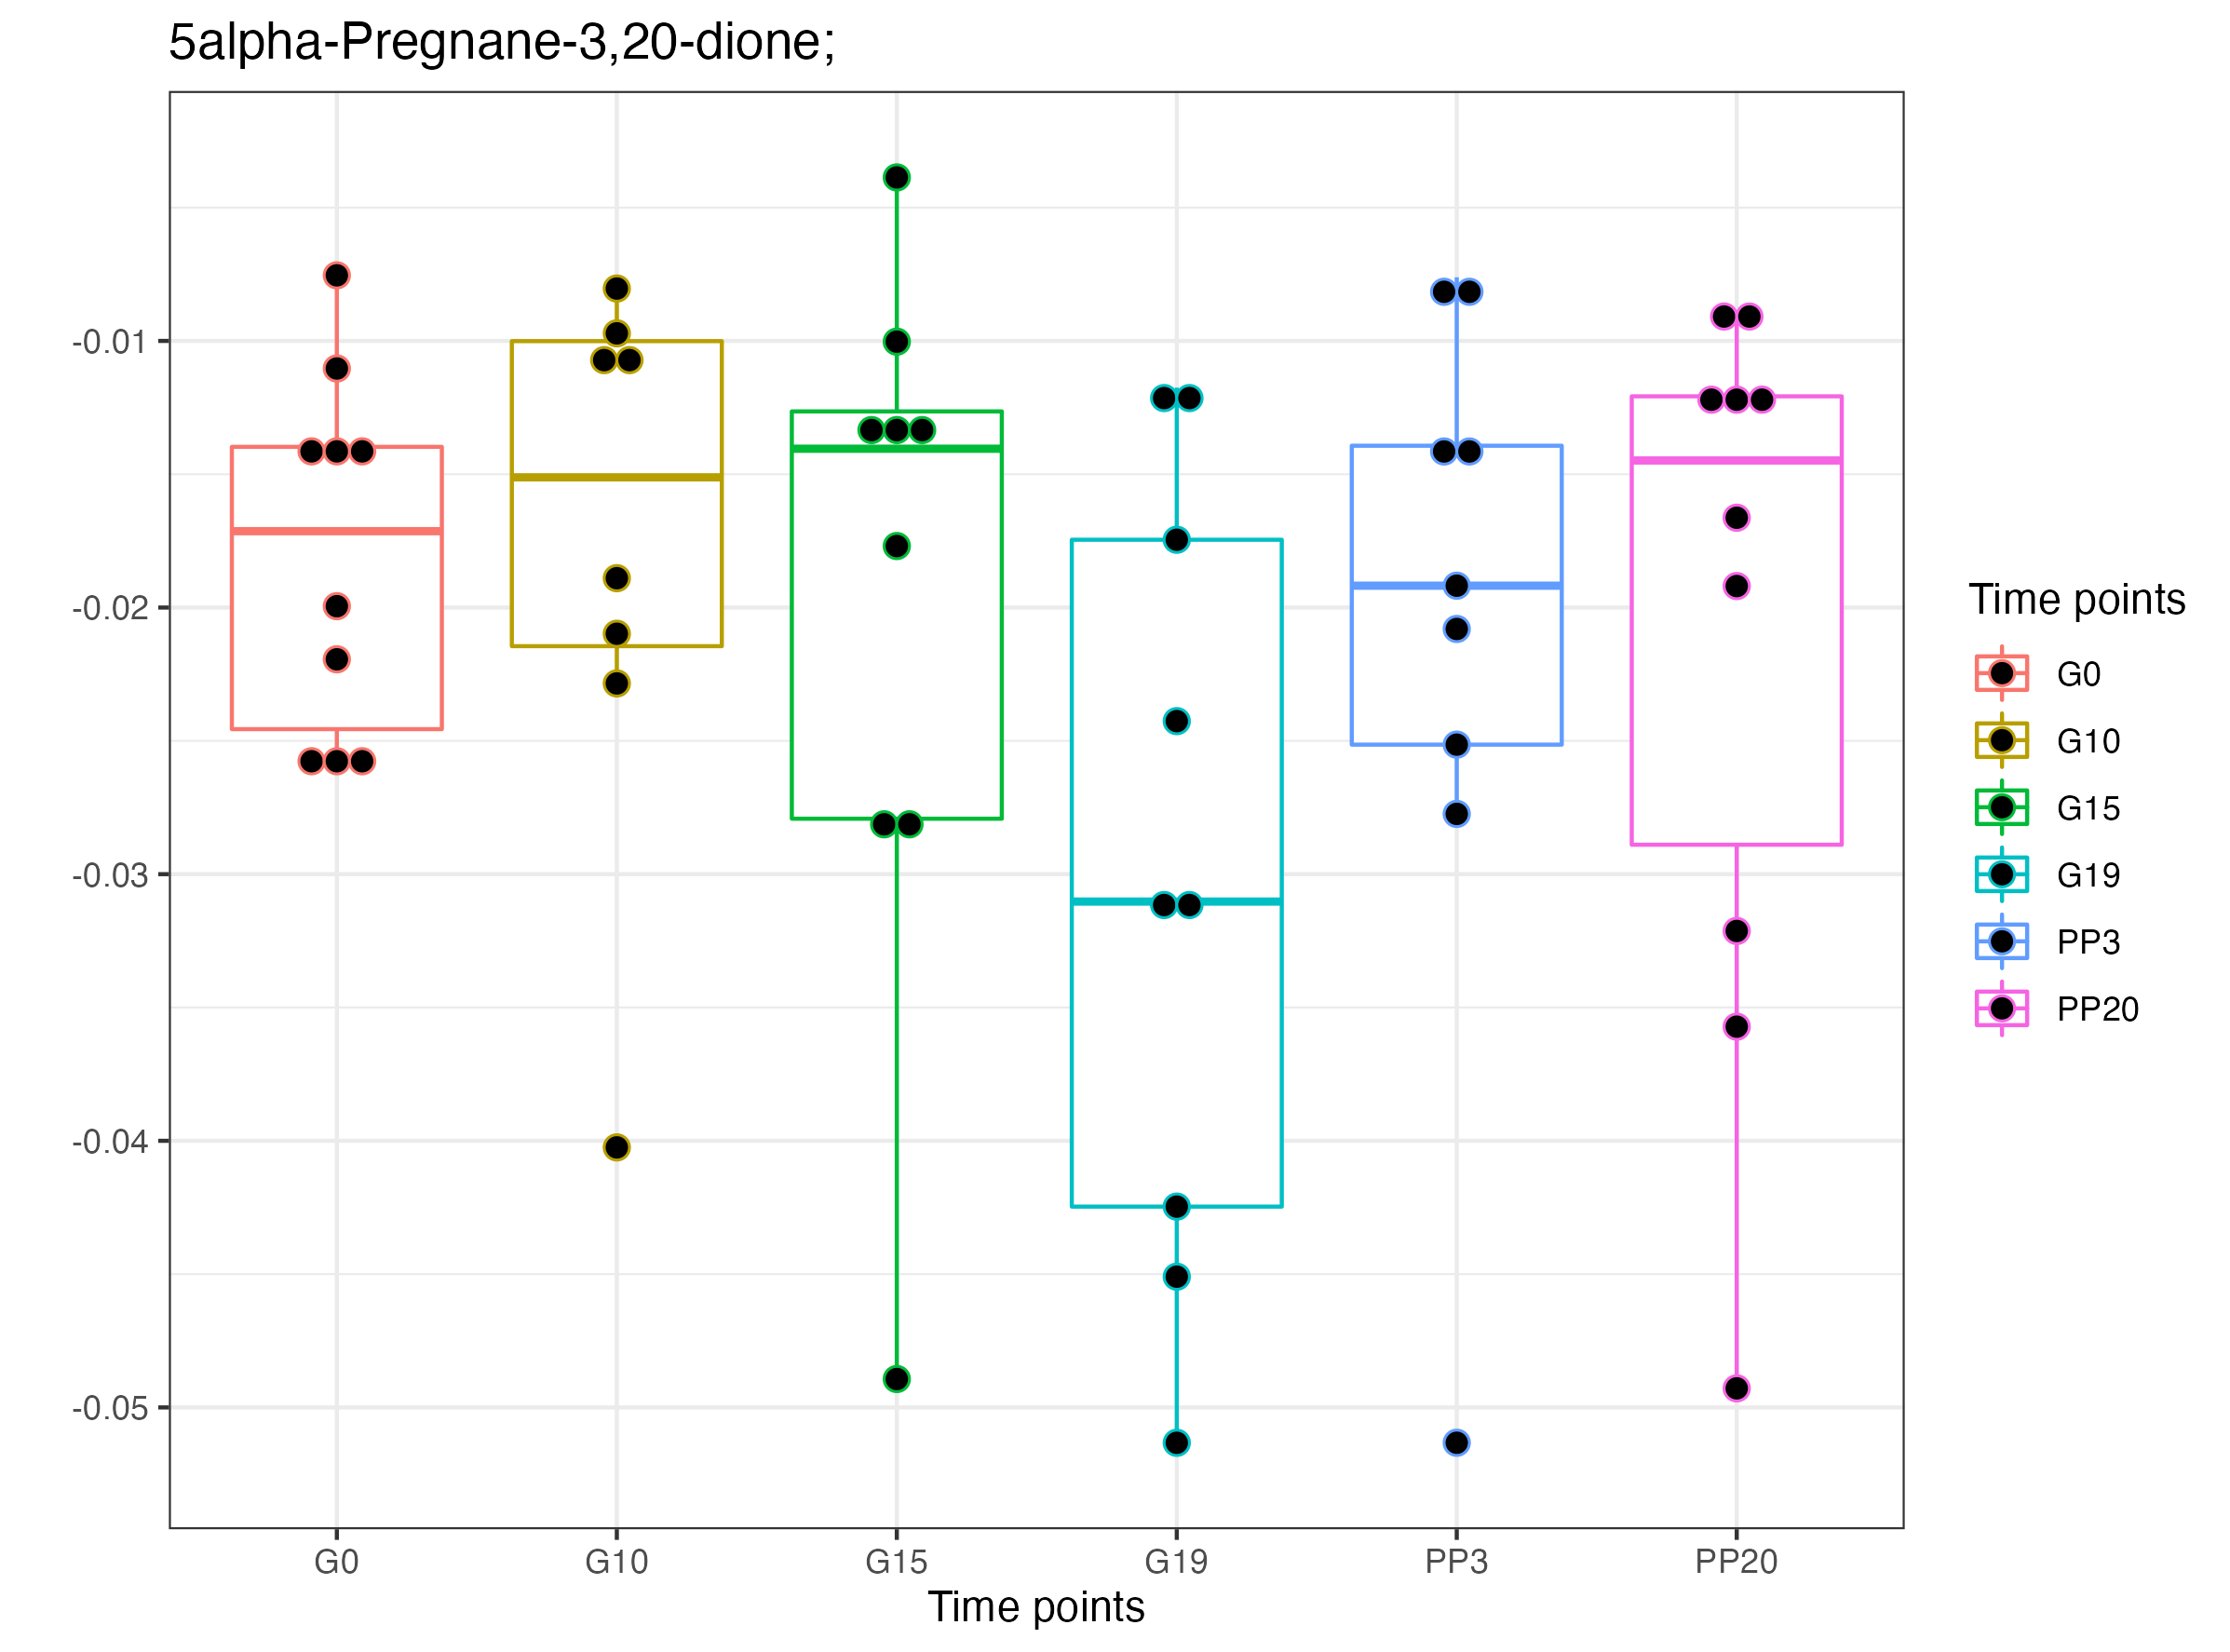 5alpha-Pregnane-3,20-dione;
-0.01
-0.02
-0.03
-0.04
-0.05
G0 G10 G15 G19 PP3 PP20
Time points
Time points
G0
G10
G15
G19
PP3
PP20